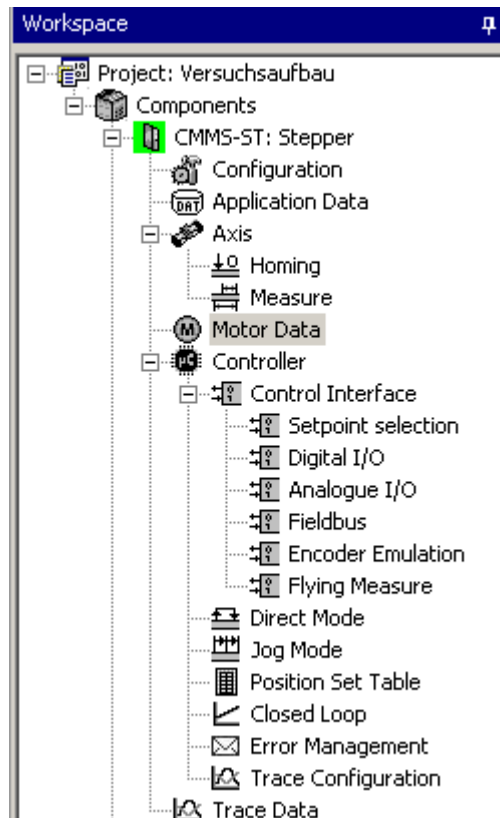 Workspace
Project: Versuchsaufbau
Components
CMMS-ST: Stepper
Configuration
DAT Application Data
Axis
Homing
Measure
M Motor Data
µC Controller
Control Interface
Setpoint selection
Digital I/O
Analogue I/O
Fieldbus
Encoder Emulation
Flying Measure
Direct Mode
Jog Mode
Position Set Table
Closed Loop
Error Management
Trace Configuration
Trace Data